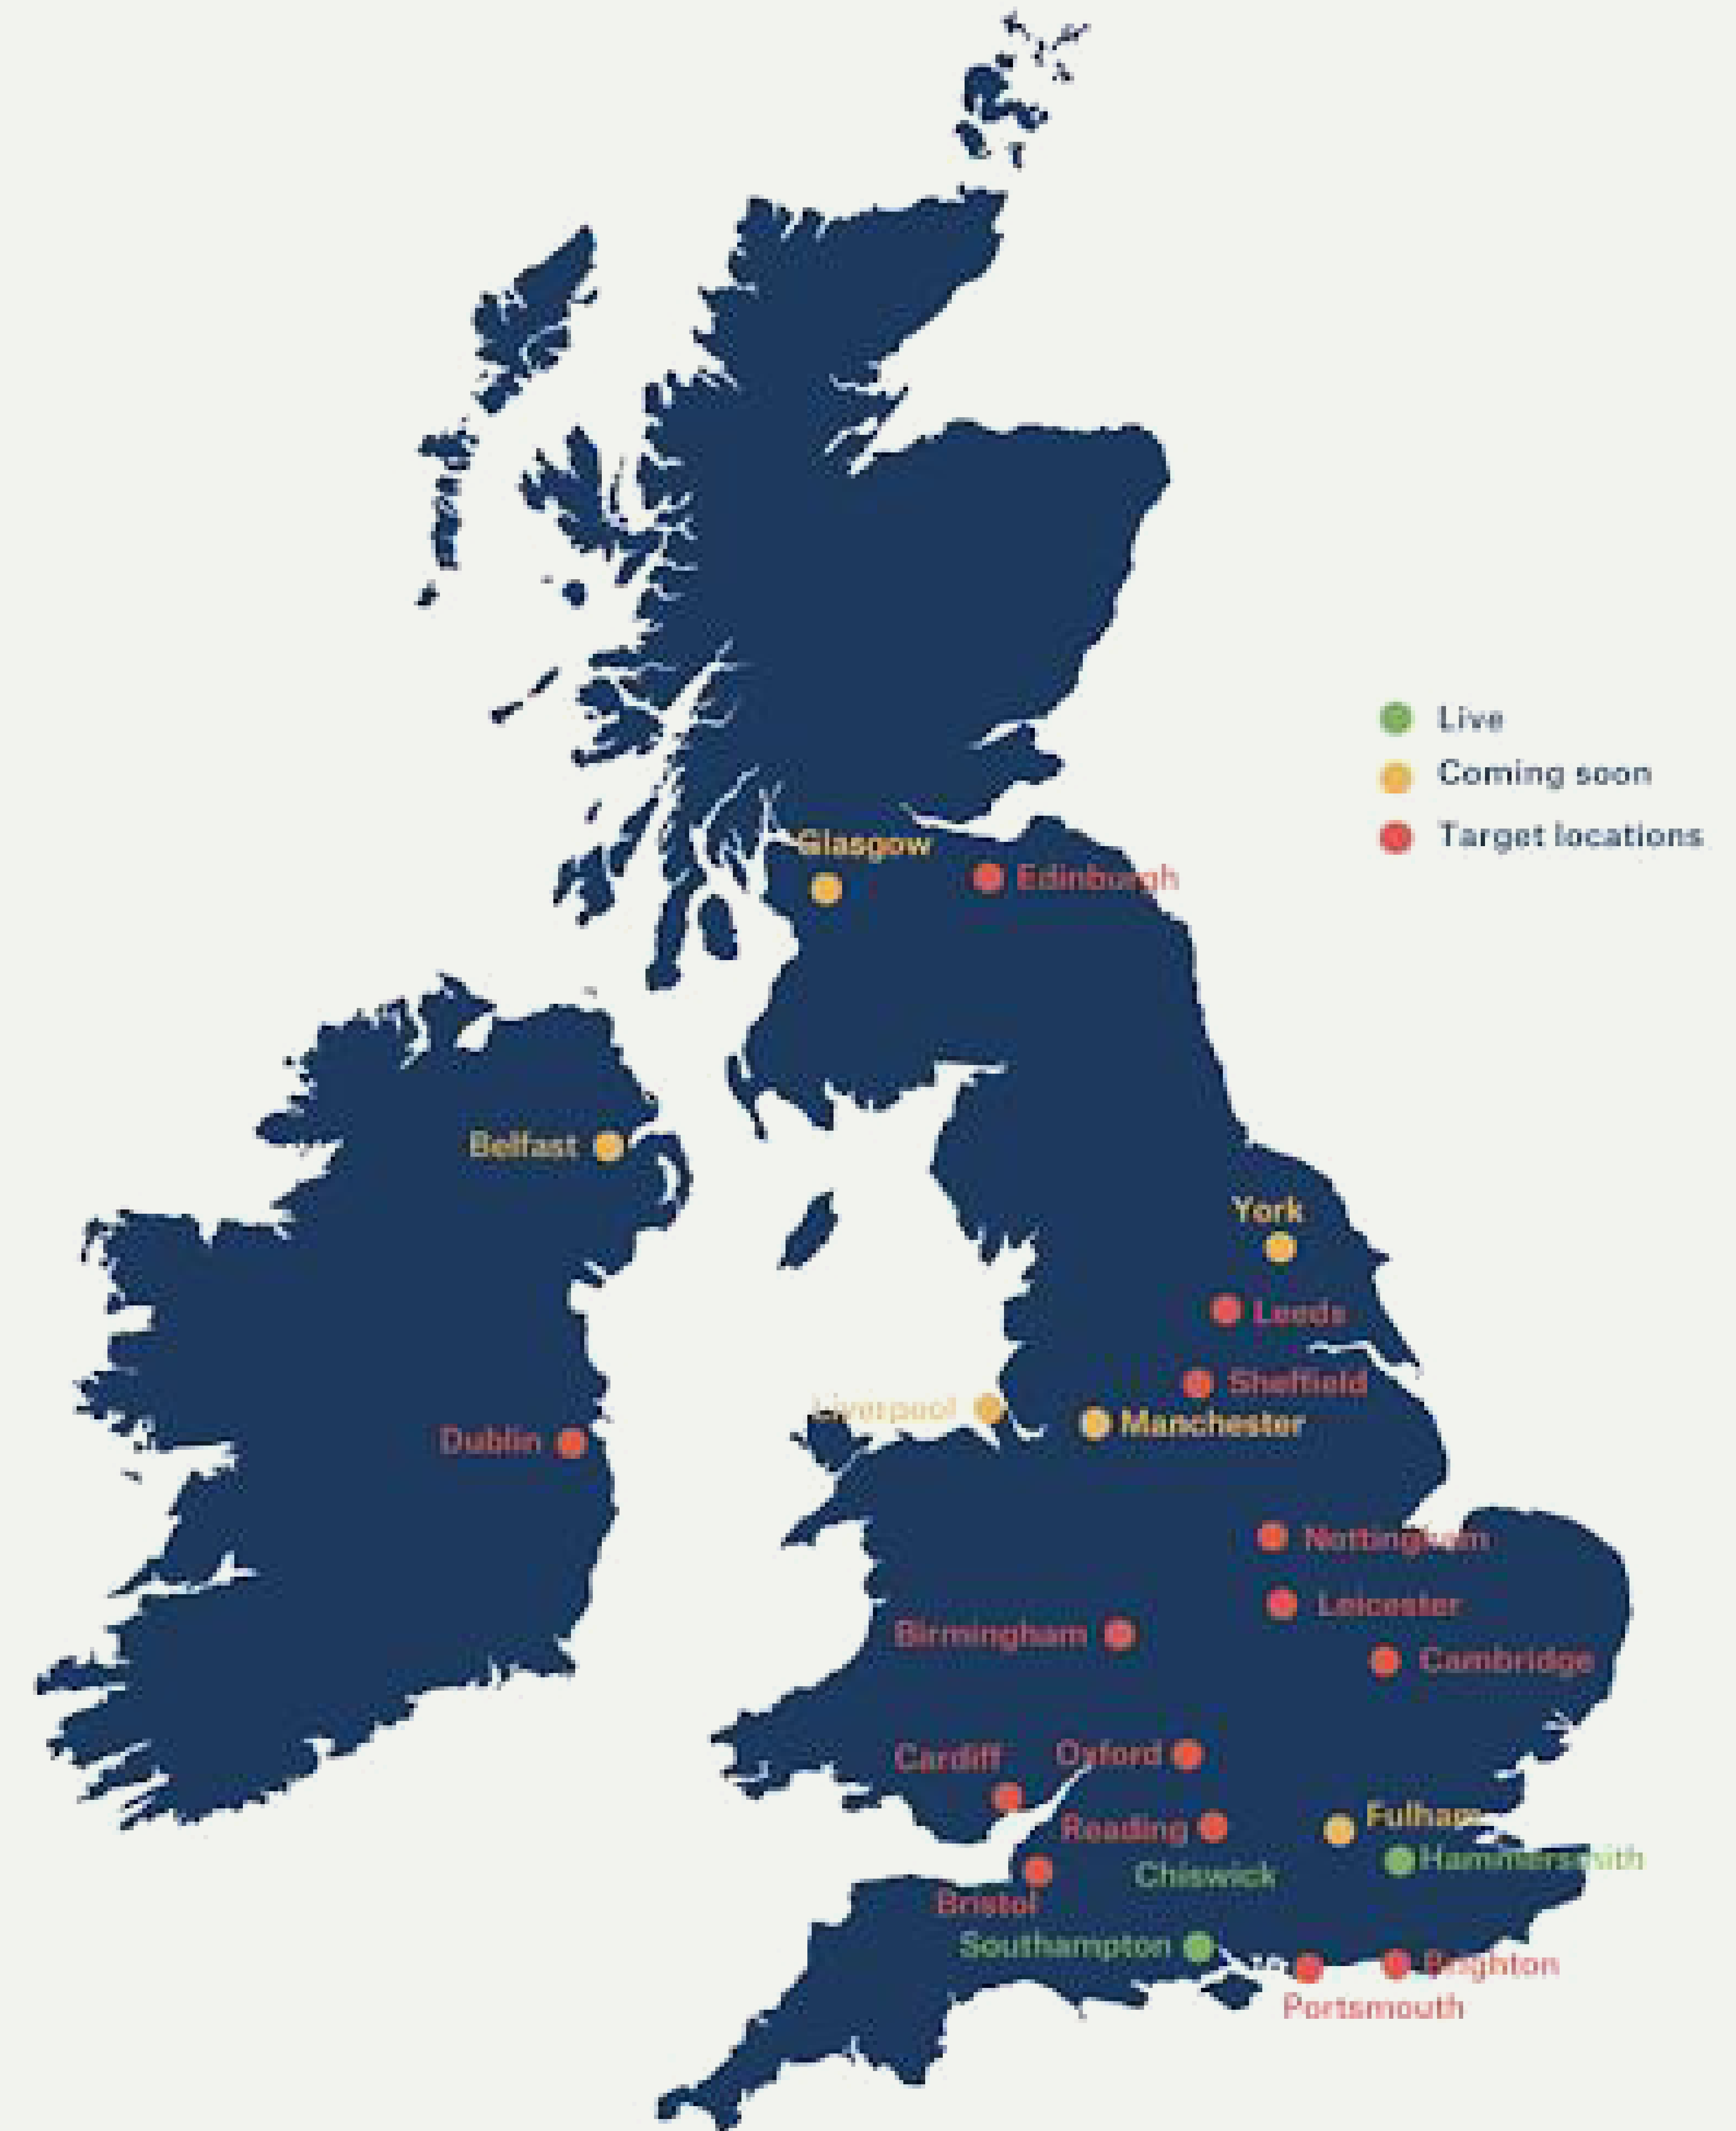 Live
Coming soon
Target locations
Glasgow
Edinburgh
Belfast
York
Leeds
Sheffield
Liverpool
Manchester
Dublin
Nottingham
Leicester
Birmingham
Cambridge
Cardiff
Oxford
Fulham
Reading
Hammersmith
Chiswick
Bristol
Southampton
Brighton
Portsmouth